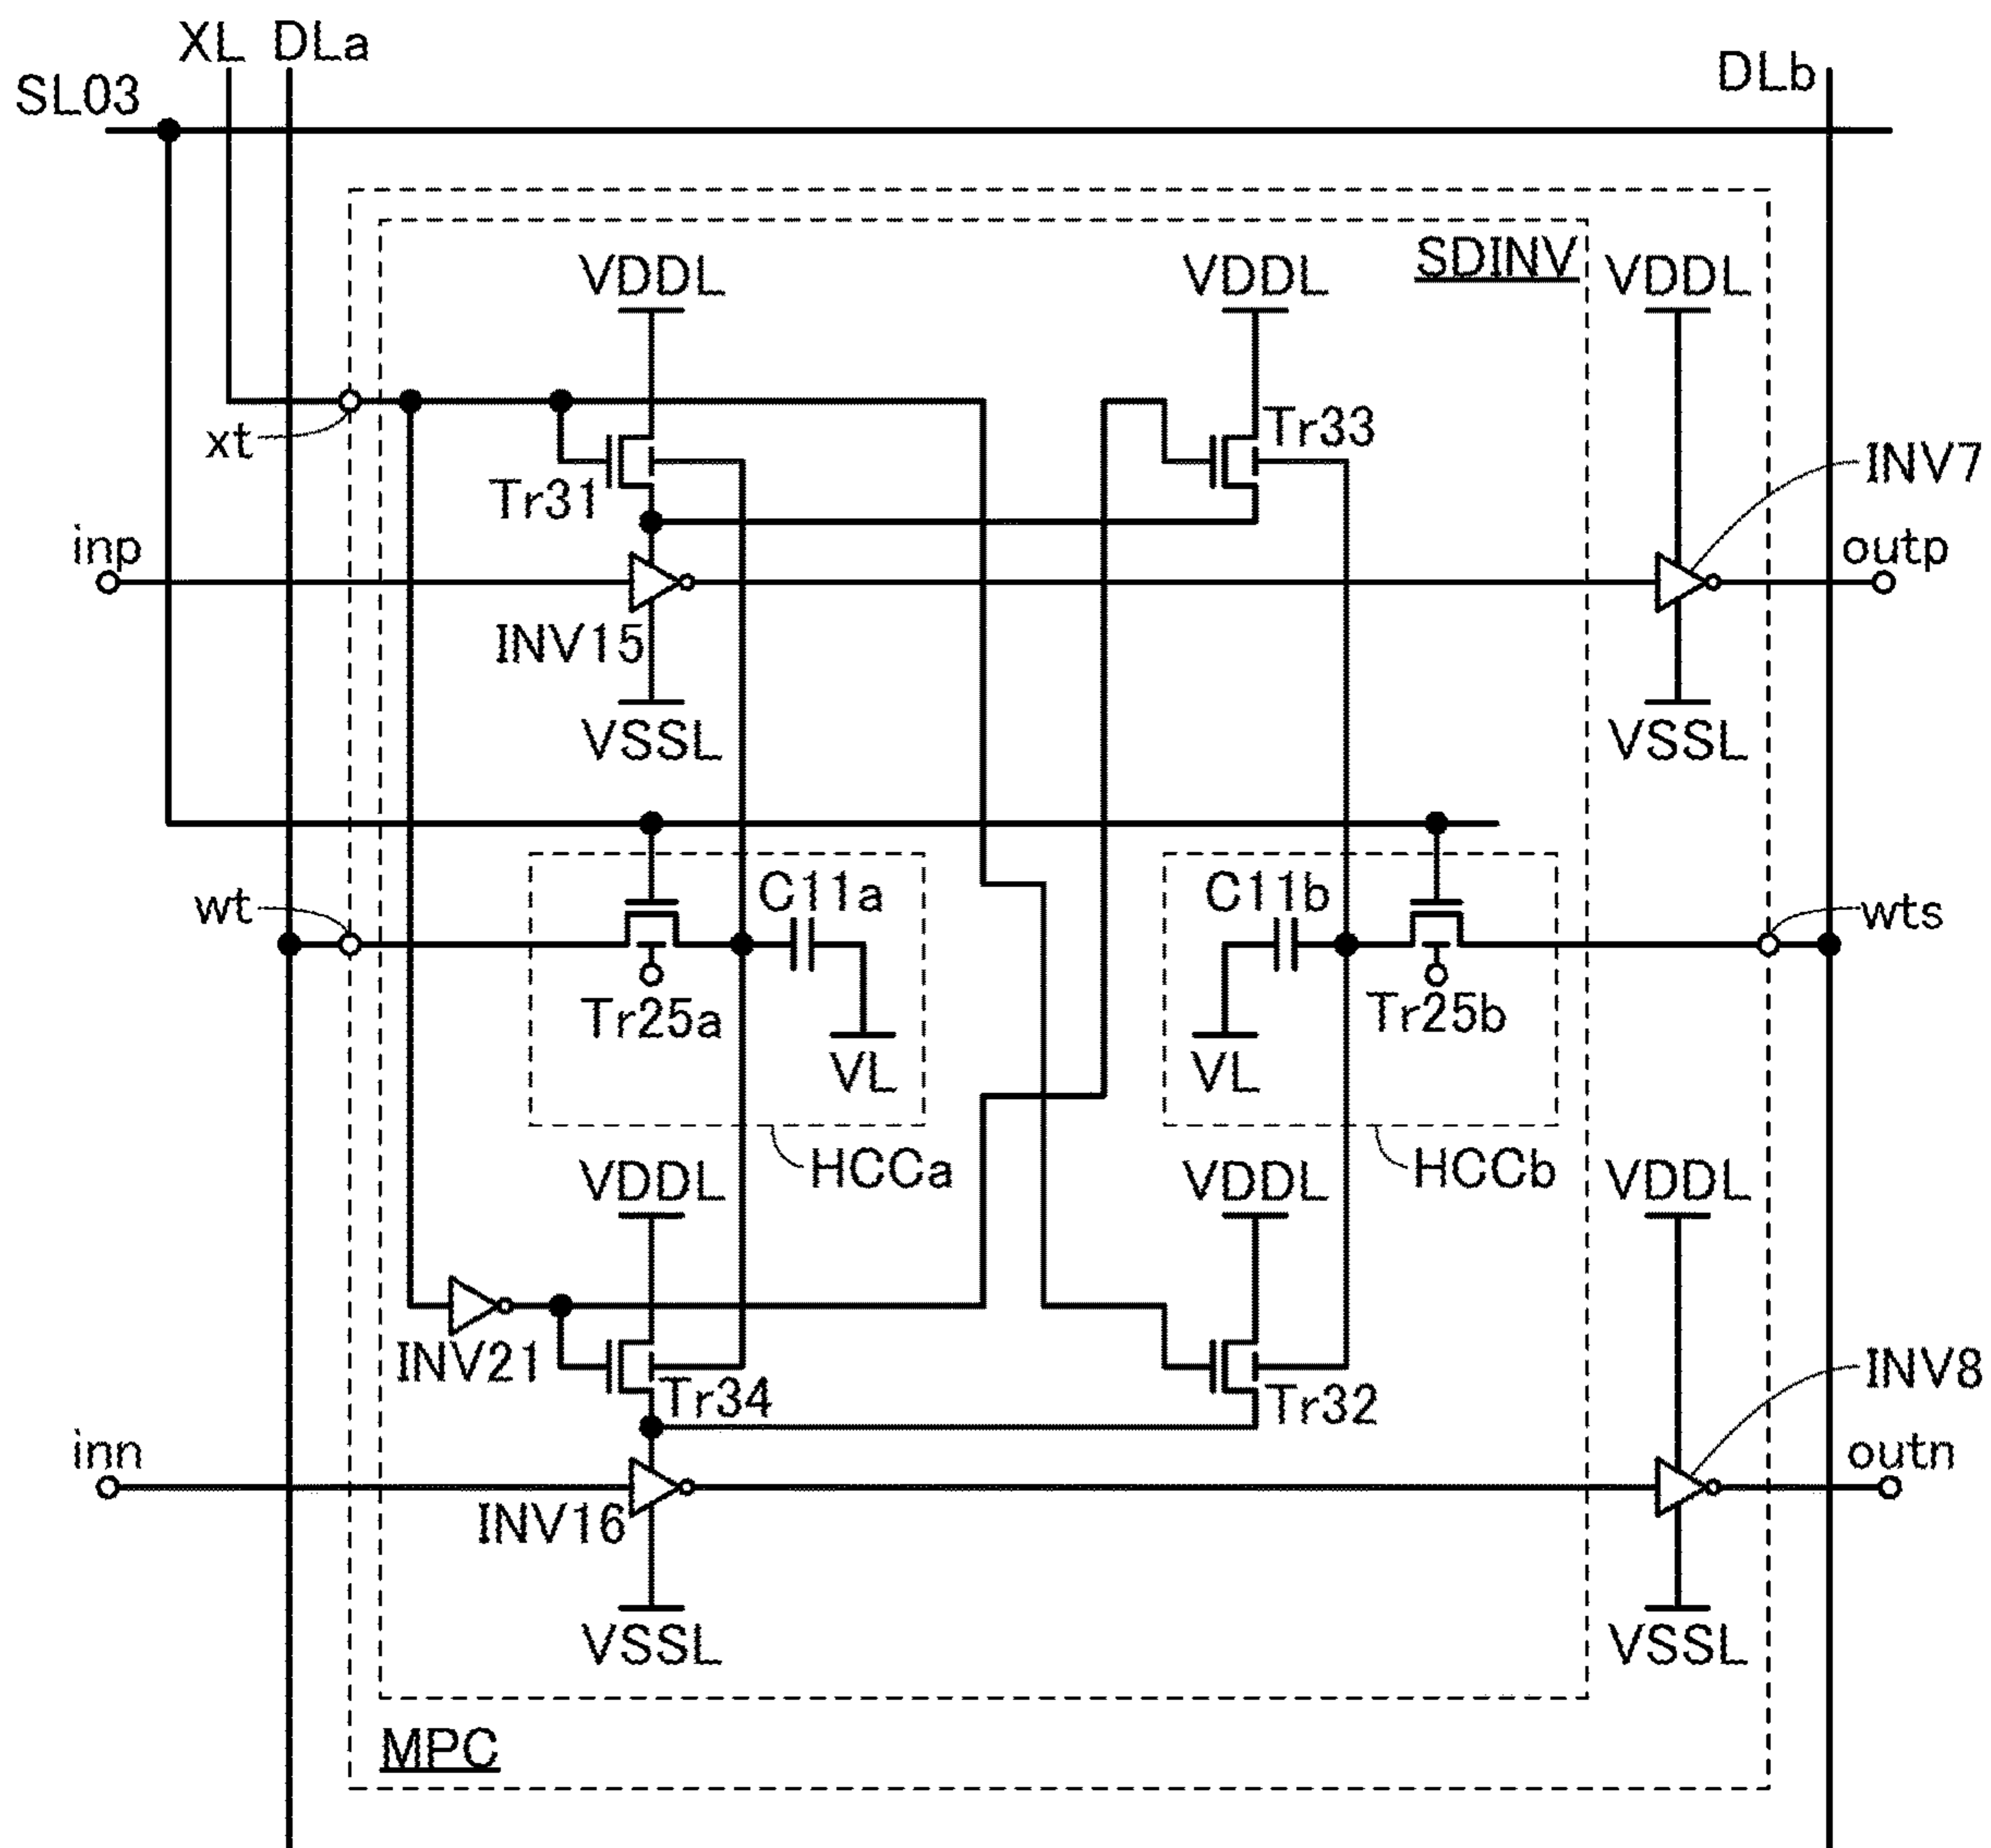 XL DLa
SL03
DLb
SDINV
VDDL
VDDL
VDDL
xt
Tr31
Tr33
INV7
inp
outp
INV15
VSSL
VSSL
wt
C11a
C11b
wts
Tr25a
Tr25b
VL
VL
HCCa
HCCb
VDDL
VDDL
VDDL
INV21
Tr34
Tr32
INV8
inn
outn
INV16
VSSL
VSSL
MPC